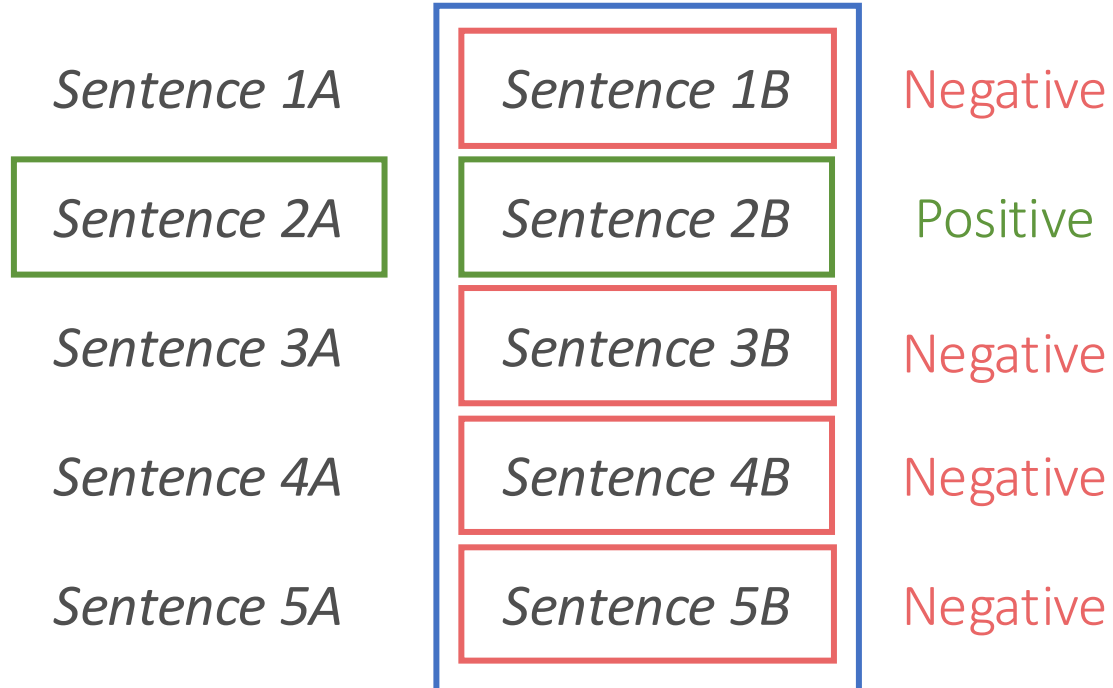 Sentence 1A Sentence 1B Negative
Sentence 2A Sentence 2B Positive
Sentence 3A Sentence 3B Negative
Sentence 4A Sentence 4B Negative
Sentence 5A Sentence 5B Negative